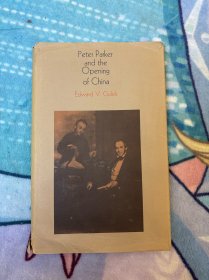 Peter Parker
and the
Opening
of China
Edward V. Gulick